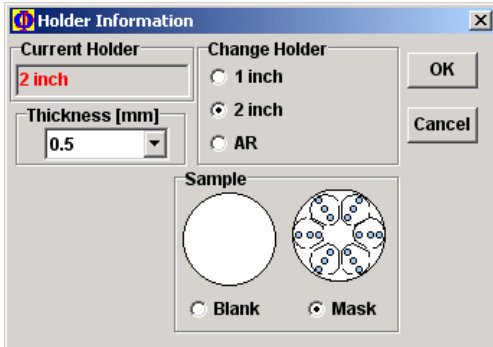 Holder Information
Current Holder
2 inch
Thickness [mm]
0.5
Change Holder
1 inch
2 inch
AR
OK
Cancel
Sample
Blank
Mask